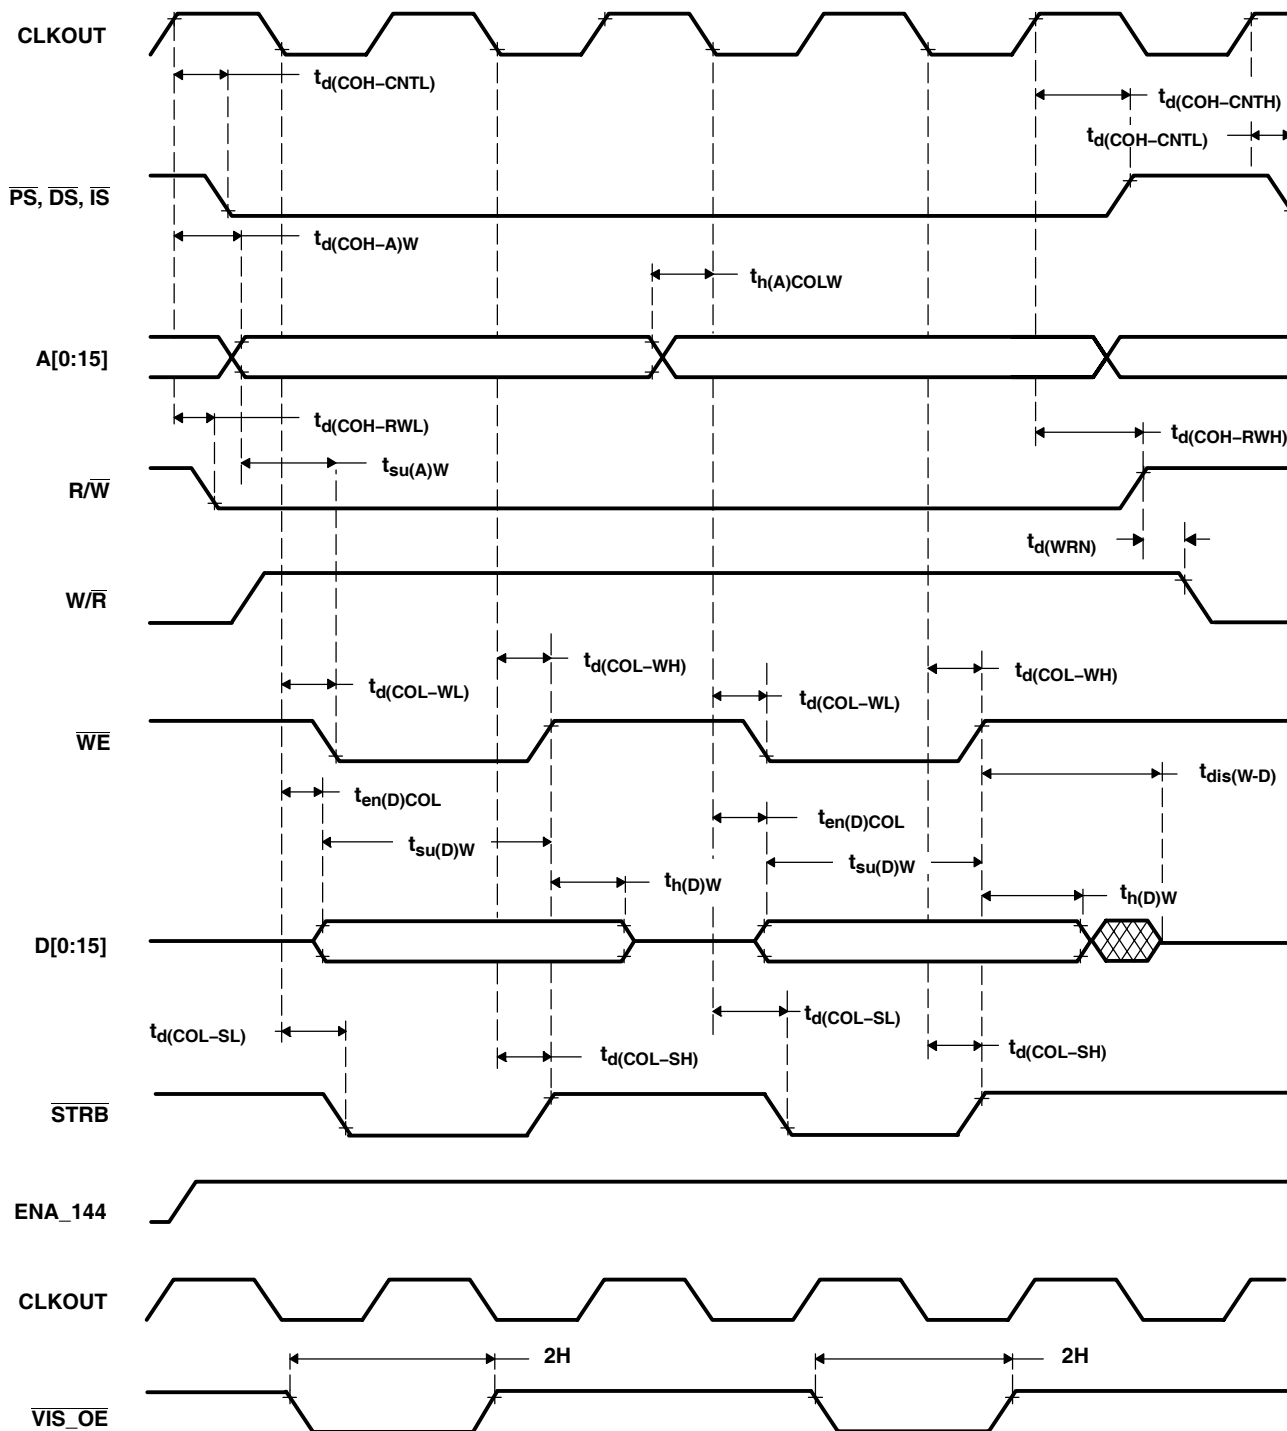 CLKOUT
td(COH–CNTL)
td(COH–CNTH)
td(COH–CNTL)
PS, DS, IS
td(COH–A)W
th(A)COLW
A[0:15]
td(COH–RWL)
td(COH–RWH)
tsu(A)W
R/W
td(WRN)
W/R
td(COL–WH)
td(COL–WH)
td(COL–WL)
td(COL–WL)
WE
tdis(W-D)
ten(D)COL
ten(D)COL
tsu(D)W
tsu(D)W
th(D)W
th(D)W
D[0:15]
td(COL–SL)
td(COL–SL)
td(COL–SH)
td(COL–SH)
STRB
ENA_144
CLKOUT
2H
2H
VIS_OE